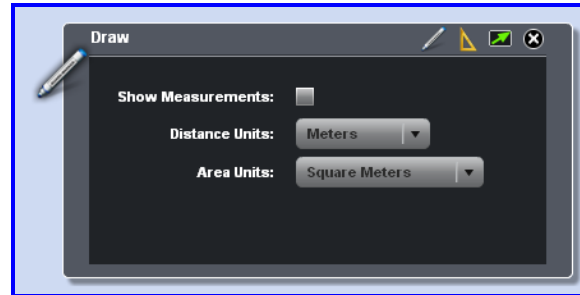 Draw
Show Measurements:
Distance Units: Meters
Area Units: Square Meters